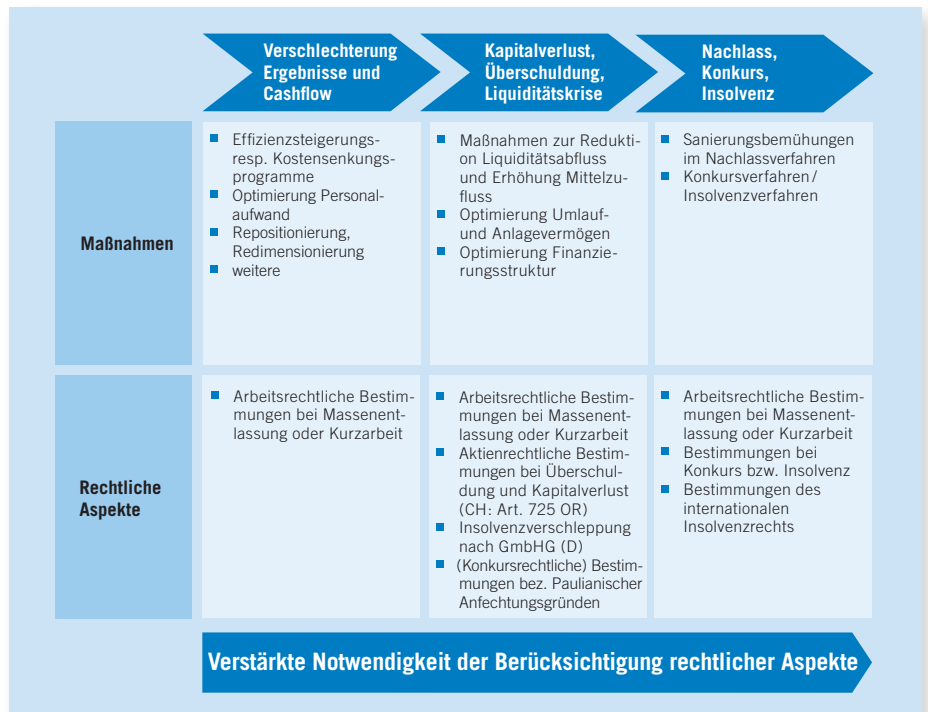 Verschlechterung
Ergebnisse und
Cashflow
Kapitalverlust,
Überschuldung,
Liquiditätskrise
Nachlass,
Konkurs,
Insolvenz
Maßnahmen
Effizienzsteigerungs-
resp. Kostensenkungs-
programme
Optimierung Personal-
aufwand
Repositionierung,
Redimensionierung
weitere
Maßnahmen zur Redukti-
on Liquiditätsabfluss
und Erhöhung Mittelzu-
fluss
Optimierung Umlauf-
und Anlagevermögen
Optimierung Finanzie-
rungsstruktur
Sanierungsbemühungen
im Nachlassverfahren
Konkursverfahren/
Insolvenzverfahren
Rechtliche
Aspekte
Arbeitsrechtliche Bestim-
mungen bei Massenent-
lassung oder Kurzarbeit
Arbeitsrechtliche Bestim-
mungen bei Massenent-
lassung oder Kurzarbeit
Aktienrechtliche Bestim-
mungen bei Überschul-
dung und Kapitalverlust
(CH: Art. 725 OR)
Insolvenzverschleppung
nach GmbHG (D)
(Konkursrechtliche) Bestim-
mungen bez. Paulianischer
Anfechtungsgründen
Arbeitsrechtliche Bestim-
mungen bei Massenent-
lassung oder Kurzarbeit
Bestimmungen bei
Konkurs bzw. Insolvenz
Bestimmungen des
internationalen
Insolvenzrechts
Verstärkte Notwendigkeit der Berücksichtigung rechtlicher Aspekte